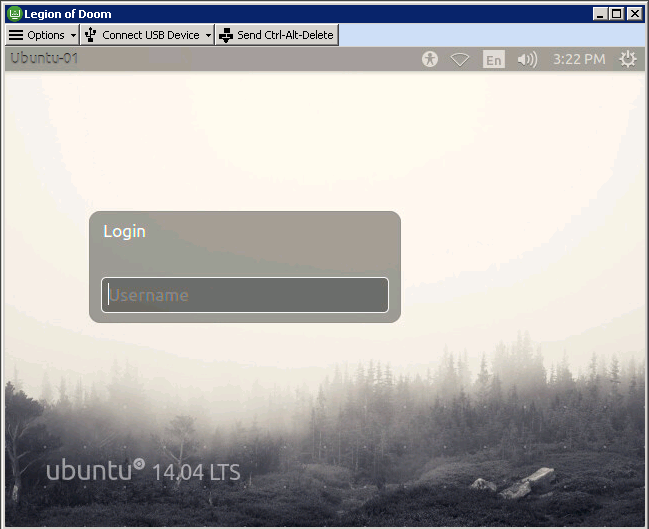 Legion of Doom
Options Connect USB Device Send Ctrl-Alt-Delete
Ubuntu-01 En 3:22 PM
Login
Username
ubuntu 14.04 LTS